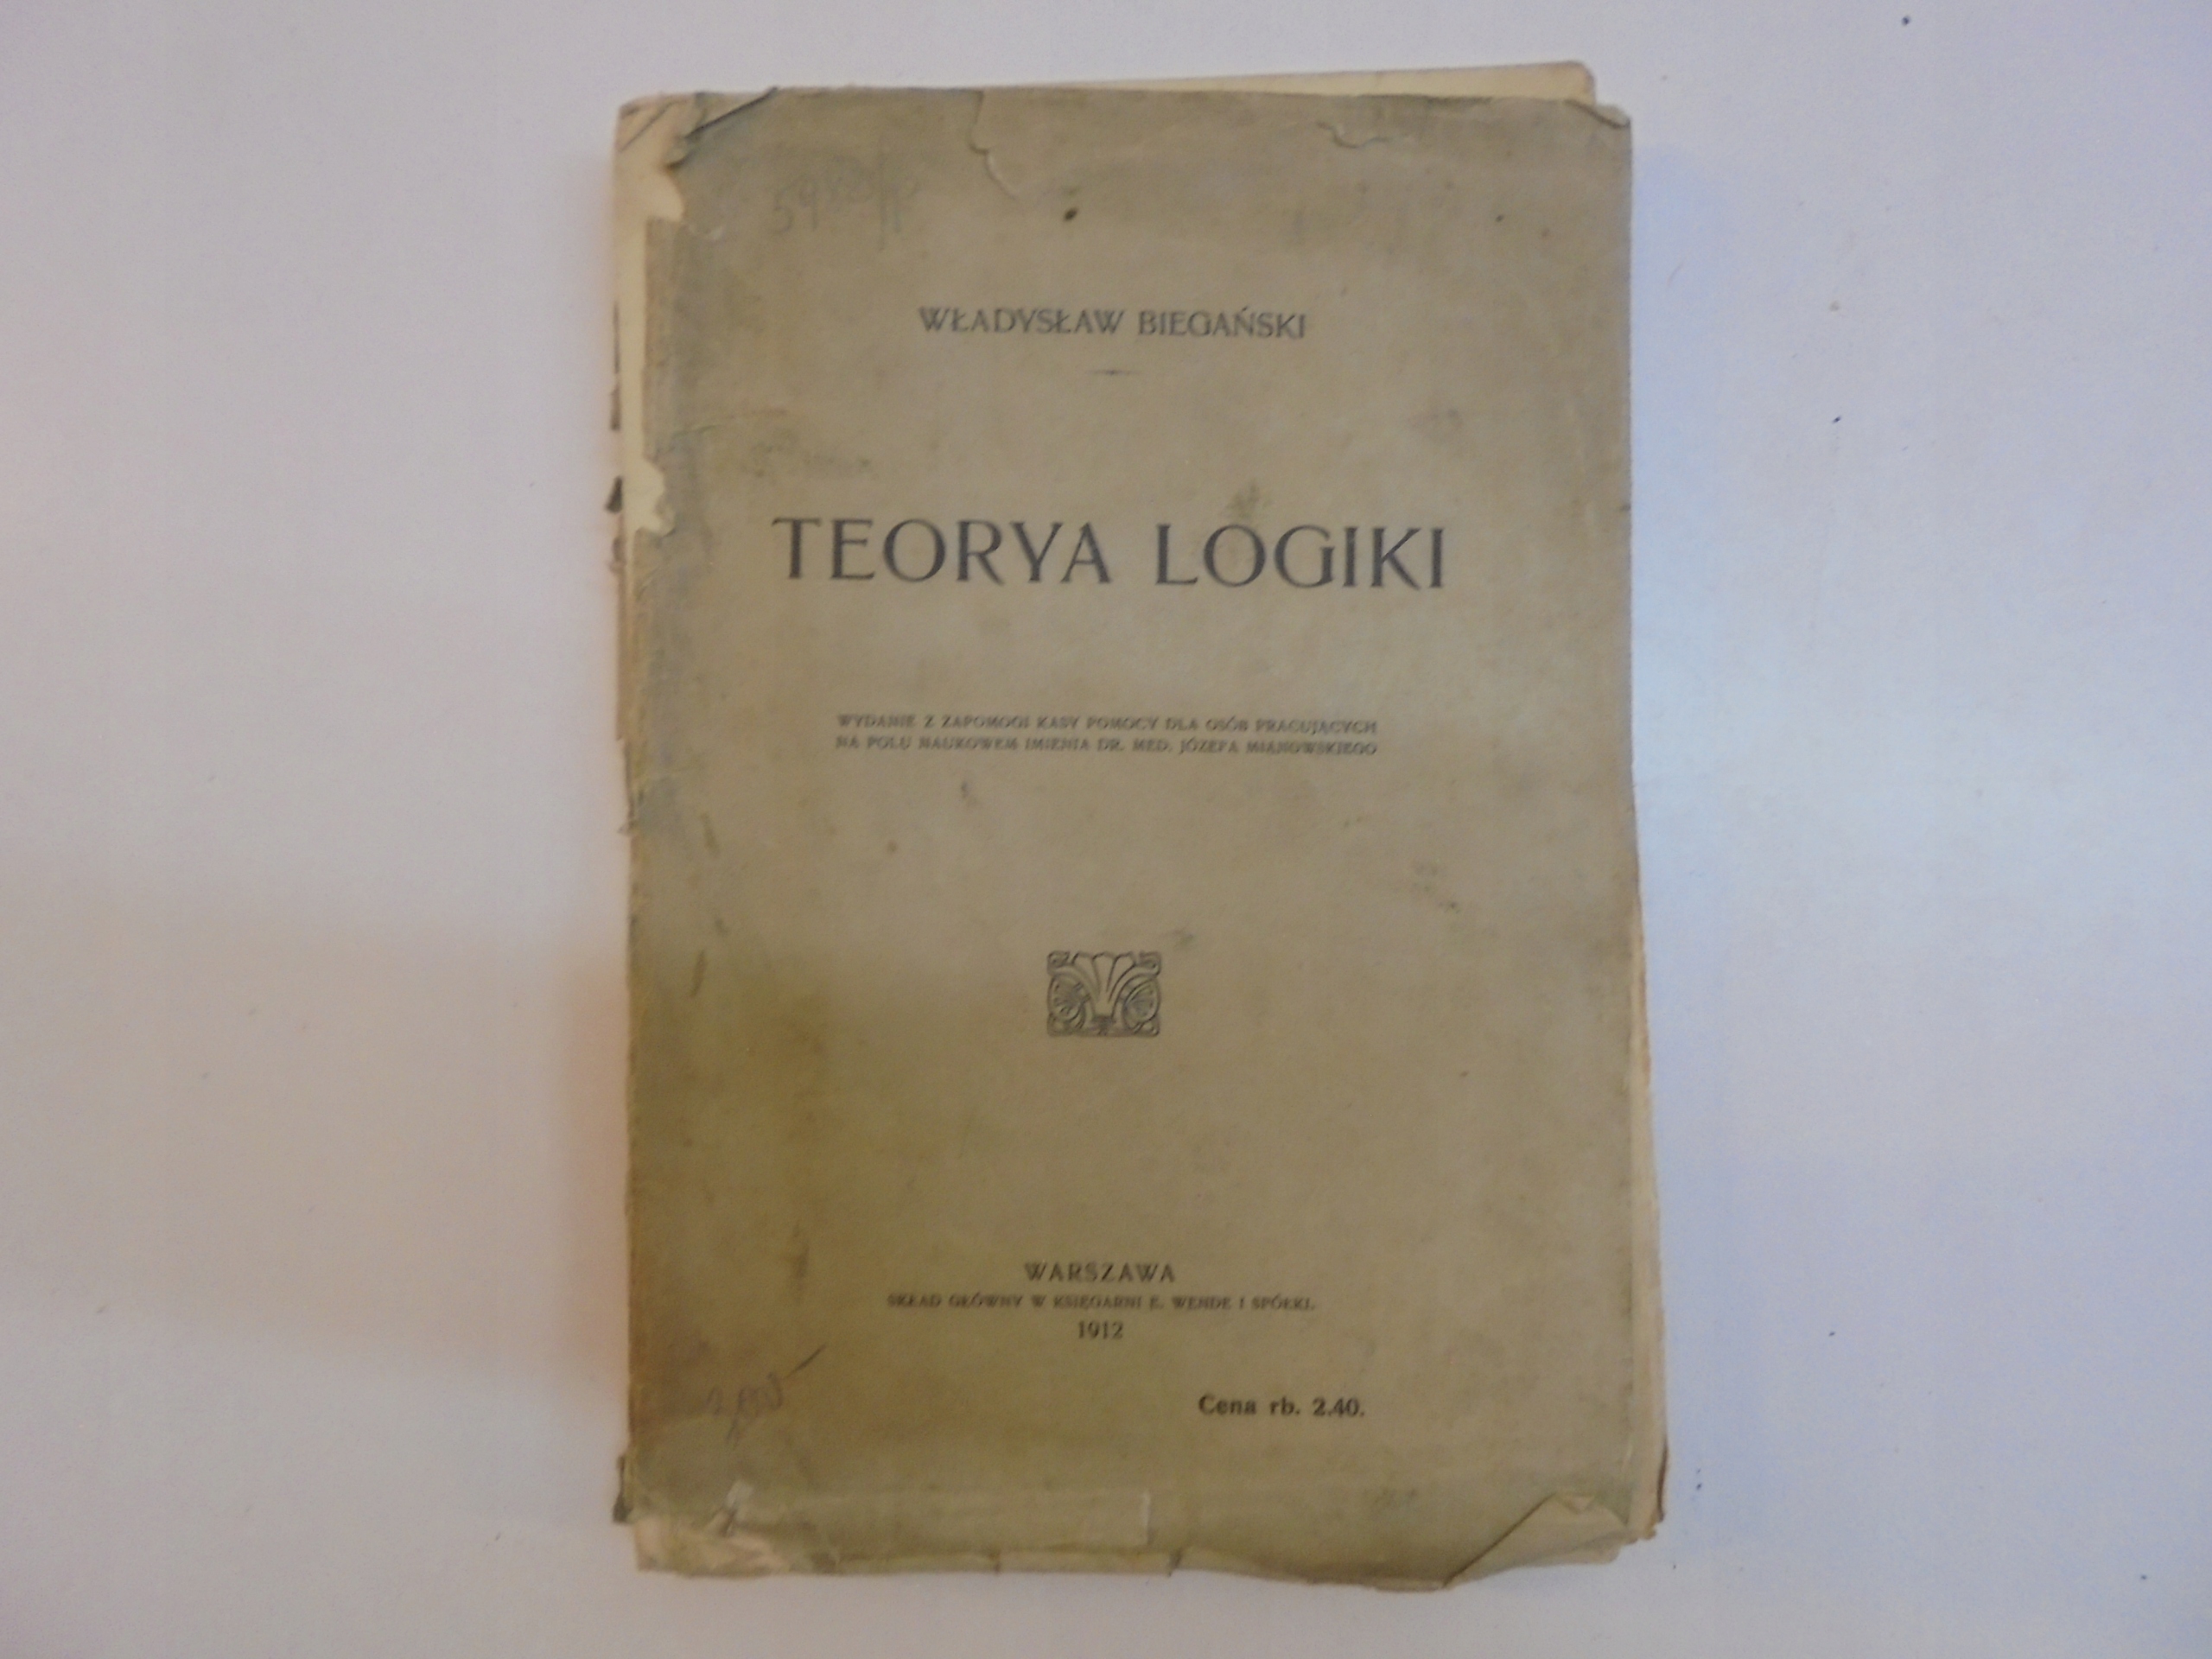 WŁADYSŁAW BIEGAŃSKI
TEORYA LOGIKI
WYDANIE Z ZAPOMOGI KASY POMOCY DLA OSÓB PRACUJĄCYCH
NA POLU NAUKOWEM IMIENIA DR. MED. JÓZEFA MIANOWSKIEGO
WARSZAWA
SKŁAD GŁÓWNY W KSIĘGARNI E. WENDE I SPÓŁKI.
1912
Cena rb. 2.40.